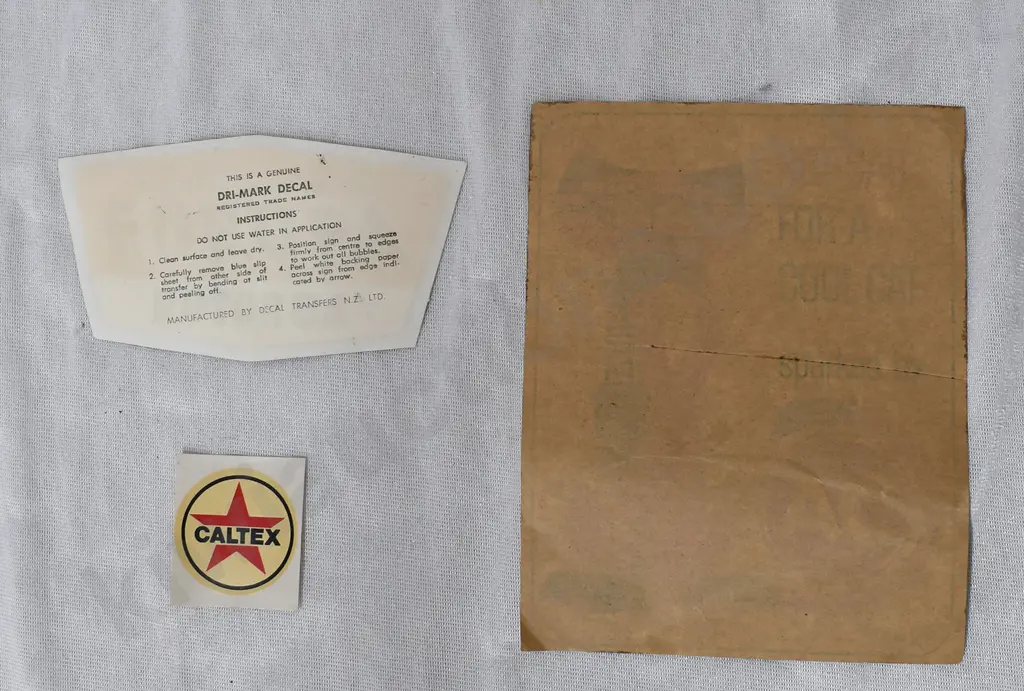 THIS IS A GENUINE
DRI-MARK DECAL
REGISTERED TRADE NAMES
INSTRUCTIONS
DO NOT USE WATER IN APPLICATION
1. Clean surface and leave dry.
2. Carefully remove blue slip
sheet from other side of
transfer by bending at slit
and peeling off.
3. Position sign and squeeze
firmly from centre to edges
to work out all bubbles.
4. Peel white backing paper
across sign from edge indi-
cated by arrow.
MANUFACTURED BY DECAL TRANSFERS N.Z. LTD.
CALTEX